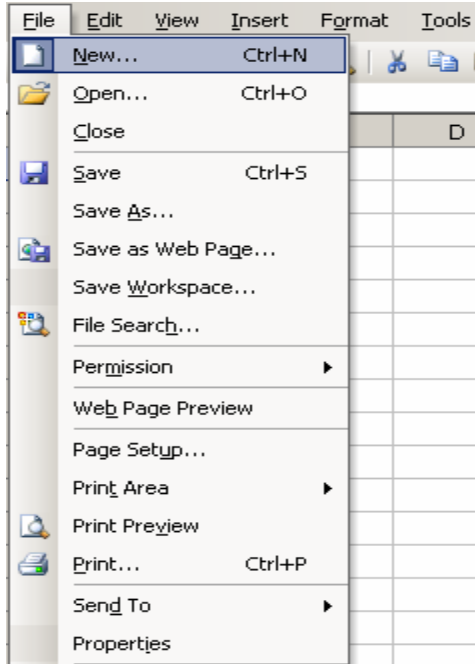 File Edit View Insert Format Tools
New... Ctrl+N
Open... Ctrl+O
Close
D
Save Ctrl+S
Save As...
Save as Web Page...
Save Workspace...
File Search...
Permission
Web Page Preview
Page Setup...
Print Area
Print Preview
Print... Ctrl+P
Send To
Properties